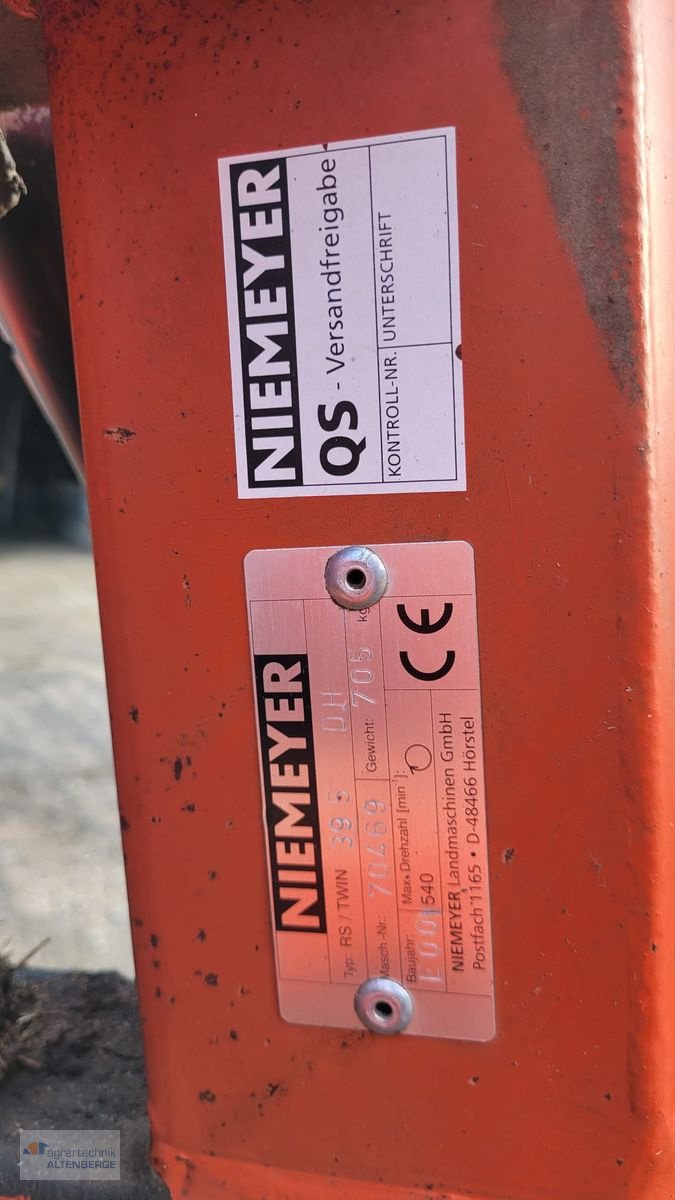 NIEMEYER
QS - Versandfreigabe
KONTROLL-NR. UNTERSCHRIFT
NIEMEYER
Typ: RS / TWIN 395 DH
Masch.-Nr.: 70469 Gewicht: 705 kg
Baujahr: Max. Drehzahl [min⁻¹]:
540
CE
NIEMEYER Landmaschinen GmbH
Postfach 1165 • D-48466 Hörstel
agrartechnik
ALTENBERGE